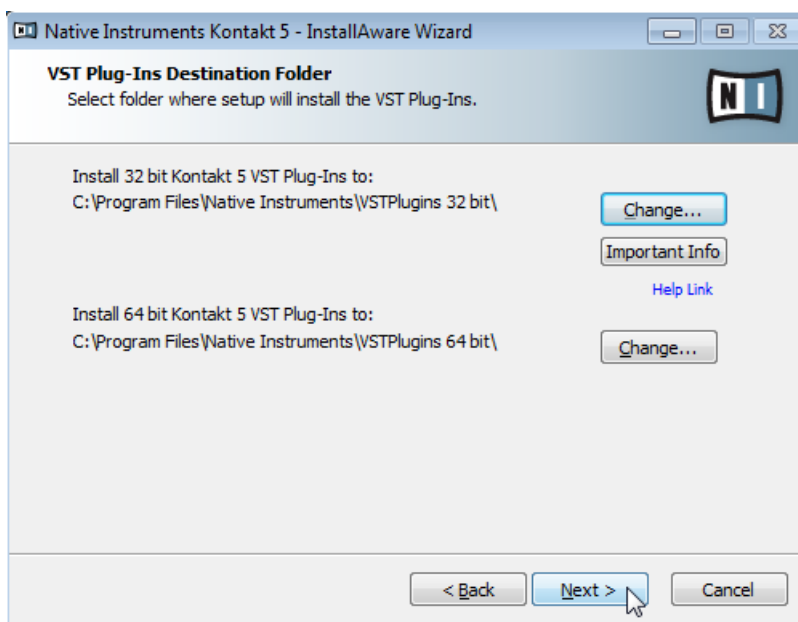 Native Instruments Kontakt 5 - InstallAware Wizard
VST Plug-Ins Destination Folder
Select folder where setup will install the VST Plug-Ins.
N I
Install 32 bit Kontakt 5 VST Plug-Ins to:
C:\Program Files\Native Instruments\VSTPlugins 32 bit\
Change...
Important Info
Help Link
Install 64 bit Kontakt 5 VST Plug-Ins to:
C:\Program Files\Native Instruments\VSTPlugins 64 bit\
Change...
< Back
Next >
Cancel